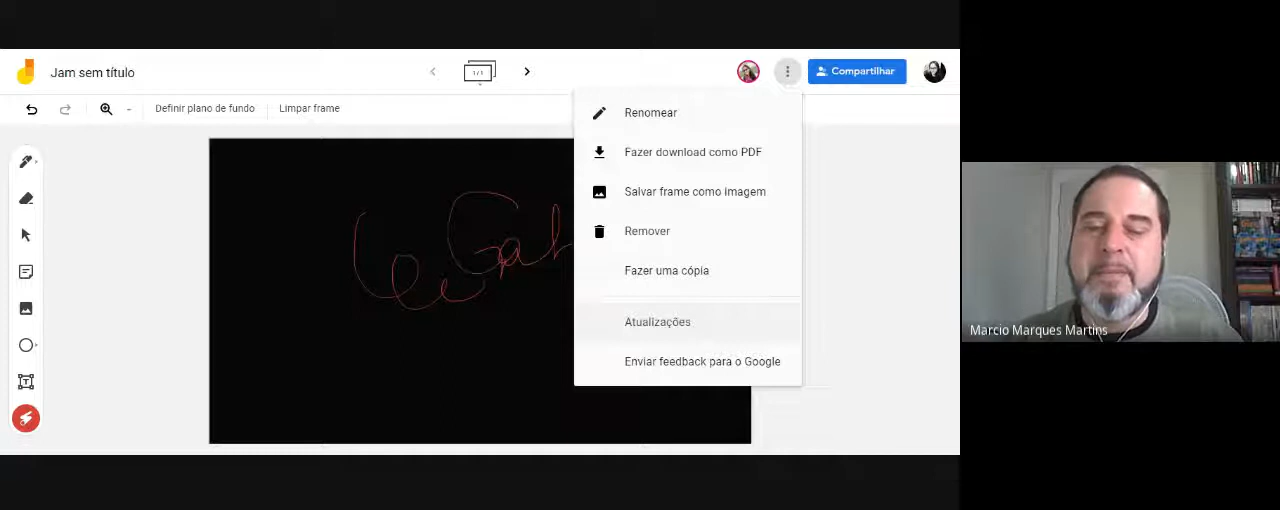 Jam sem título
1/1
Compartilhar
Definir plano de fundo
Limpar frame
Renomear
Fazer download como PDF
Salvar frame como imagem
Remover
Fazer uma cópia
Atualizações
Enviar feedback para o Google
Marcio Marques Martins